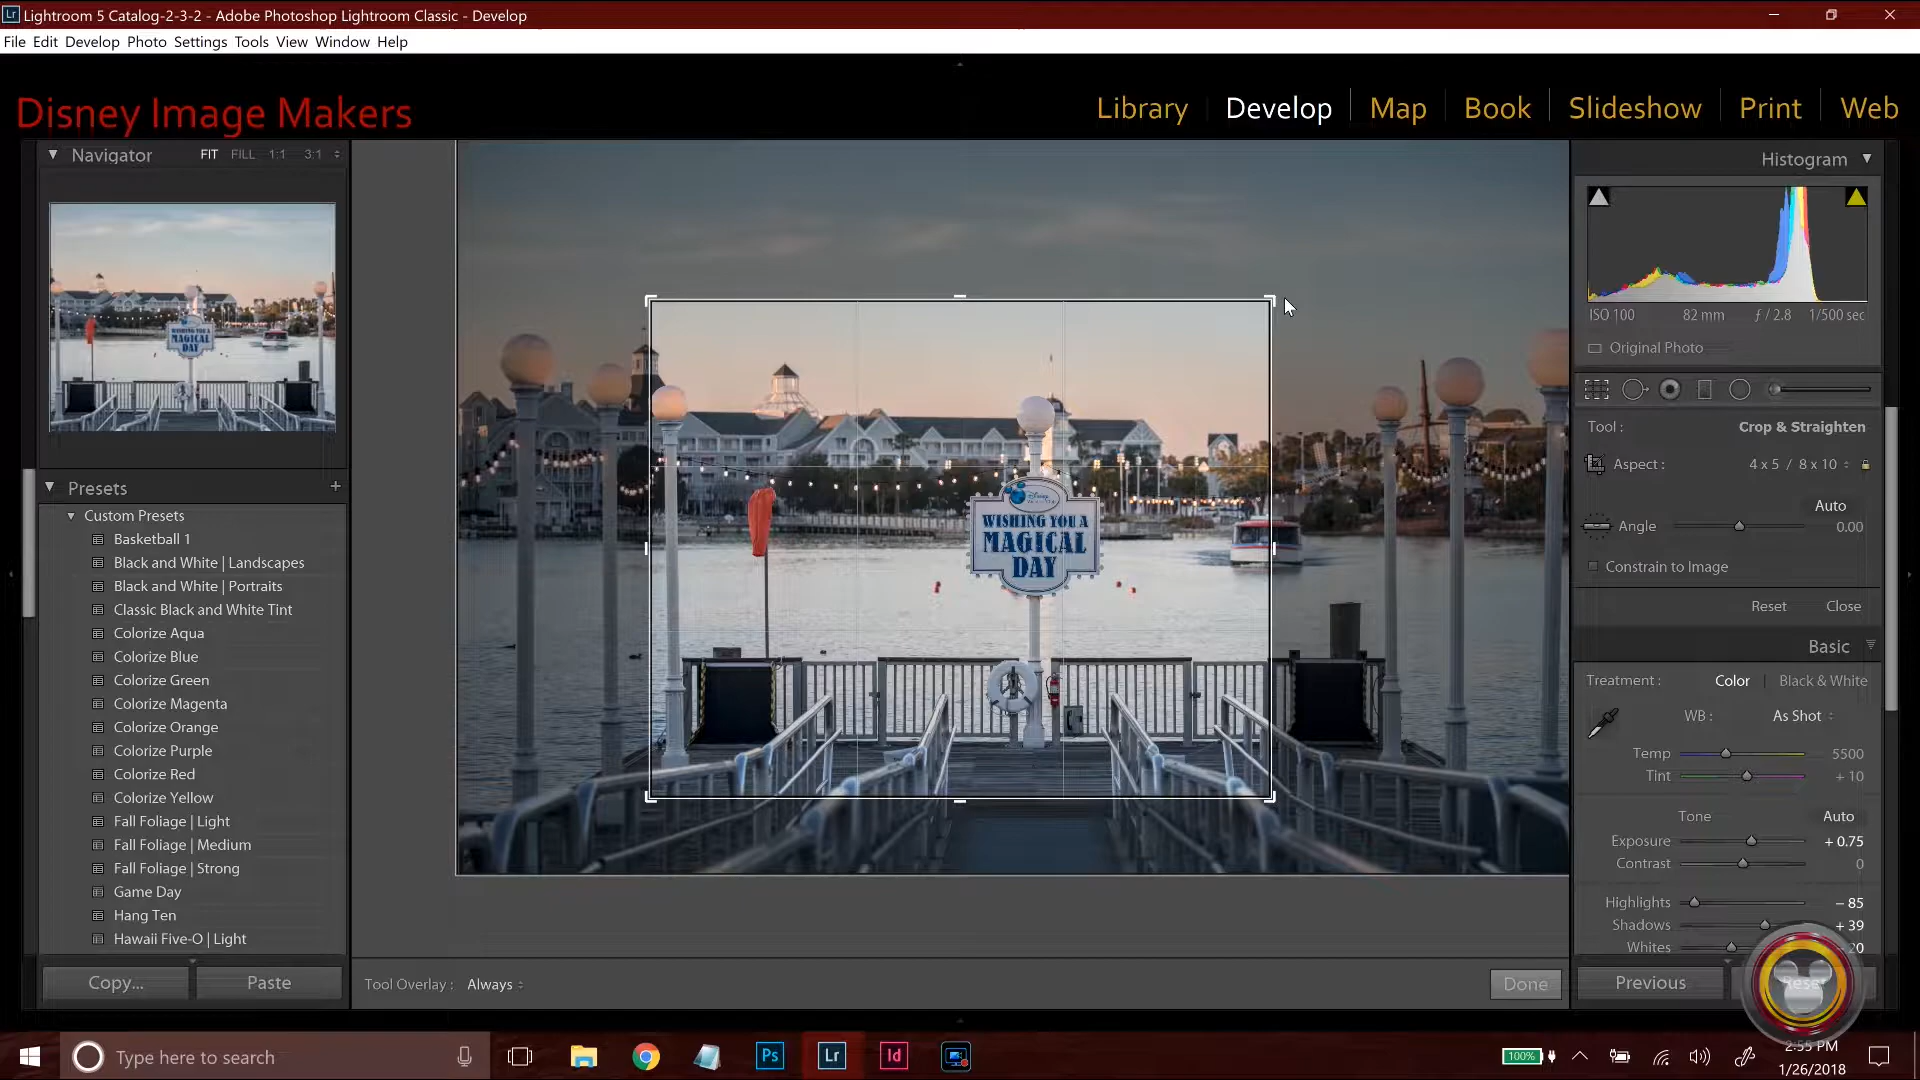 Lr Lightroom 5 Catalog-2-3-2 - Adobe Photoshop Lightroom Classic - Develop
File Edit Develop Photo Settings Tools View Window Help
Disney Image Makers
Library Develop Map Book Slideshow Print Web
Navigator FIT FILL 1:1 3:1
Histogram
ISO 100 82 mm ƒ / 2.8 1/500 sec
Original Photo
Tool : Crop & Straighten
Aspect : 4 x 5 / 8 x 10
Auto
Angle 0.00
Constrain to Image
Reset Close
Basic
Treatment : Color Black & White
WB : As Shot
Temp 5500
Tint + 10
Tone Auto
Exposure + 0.75
Contrast 0
Highlights – 85
Shadows + 39
Whites 20
Previous Reset
Presets +
Custom Presets
Basketball 1
Black and White | Landscapes
Black and White | Portraits
Classic Black and White Tint
Colorize Aqua
Colorize Blue
Colorize Green
Colorize Magenta
Colorize Orange
Colorize Purple
Colorize Red
Colorize Yellow
Fall Foliage | Light
Fall Foliage | Medium
Fall Foliage | Strong
Game Day
Hang Ten
Hawaii Five-O | Light
Copy... Paste
WISHING YOU A
MAGICAL
DAY
Disney
WISHING YOU A
MAGICAL
DAY
Tool Overlay : Always
Done
Type here to search
Ps Lr Id
100%
2:55 PM
1/26/2018